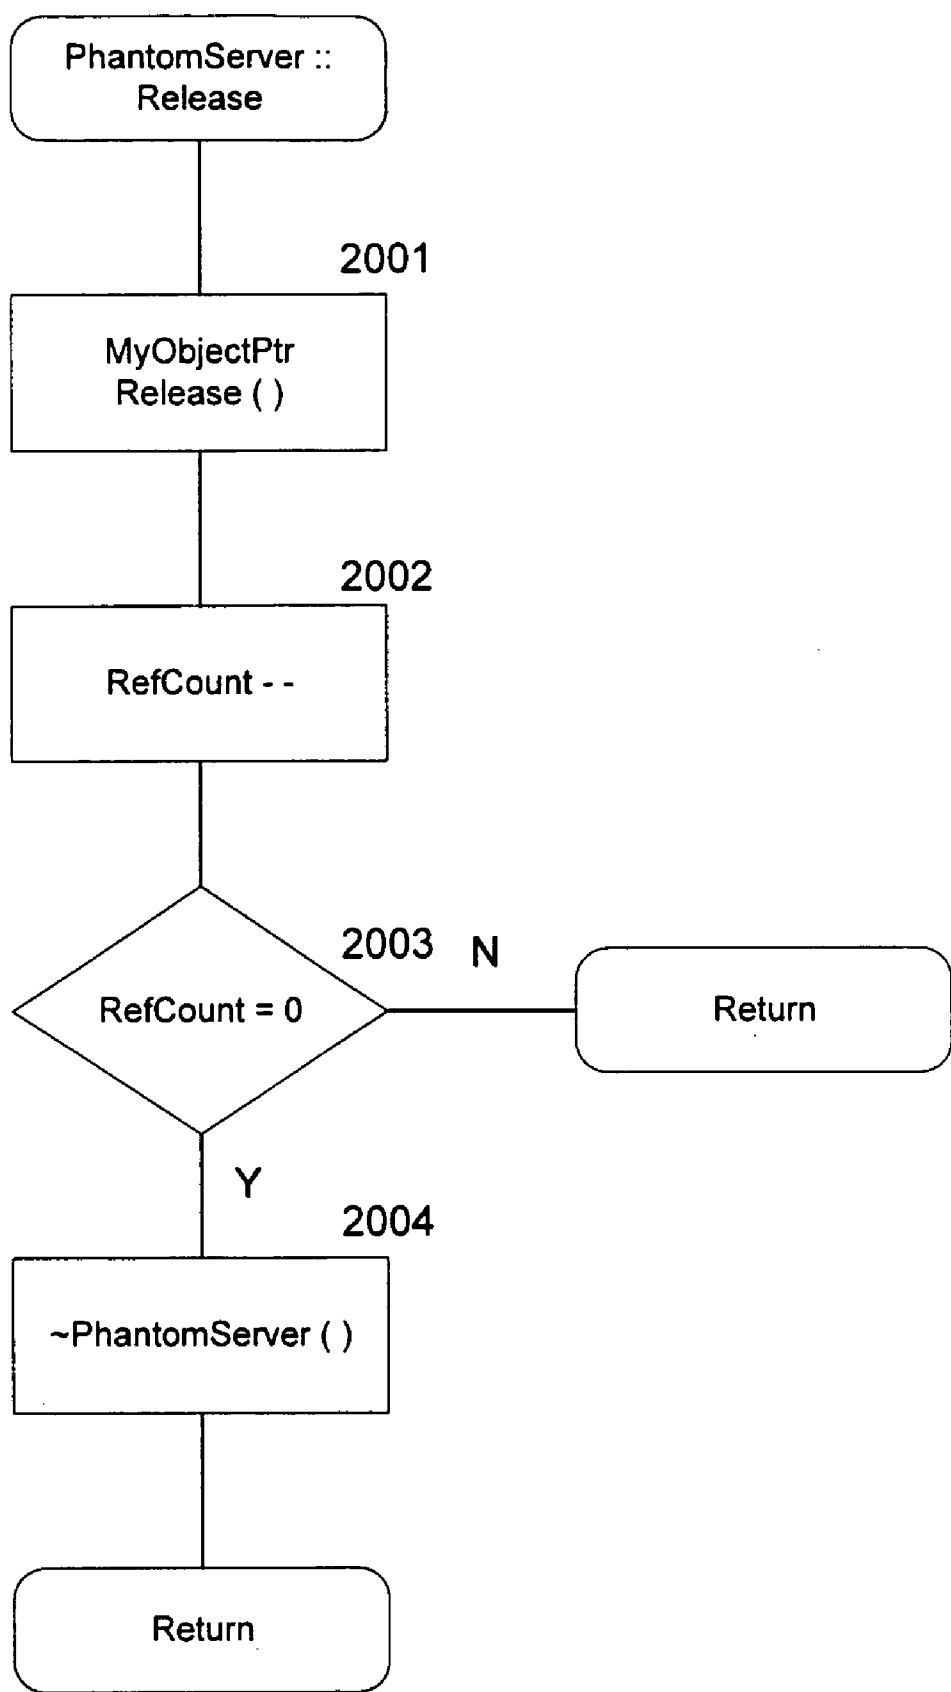 PhantomServer ::
Release
2001
MyObjectPtr
Release ( )
2002
RefCount - -
2003
N
RefCount = 0
Return
Y
2004
~PhantomServer ( )
Return